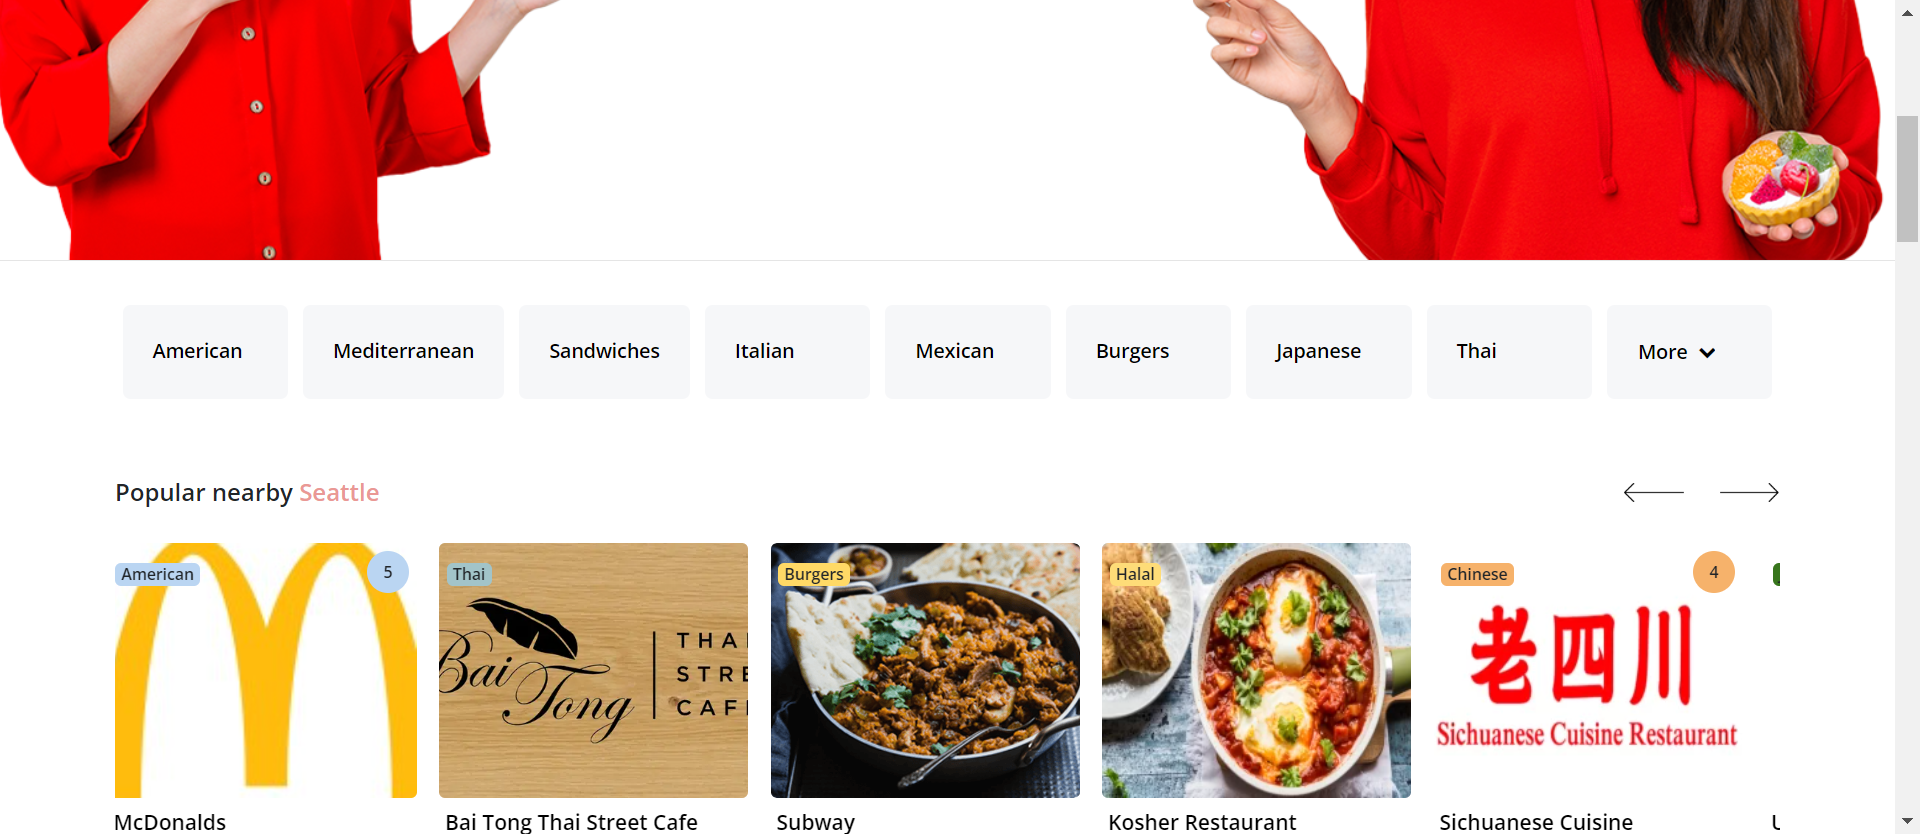 American
Mediterranean
Sandwiches
Italian
Mexican
Burgers
Japanese
Thai
More
Popular nearby Seattle
American
5
Thai
Bai Tong
THA
STRE
CAF
Burgers
Halal
Chinese
4
老四川
Sichuanese Cuisine Restaurant
McDonalds
Bai Tong Thai Street Cafe
Subway
Kosher Restaurant
Sichuanese Cuisine